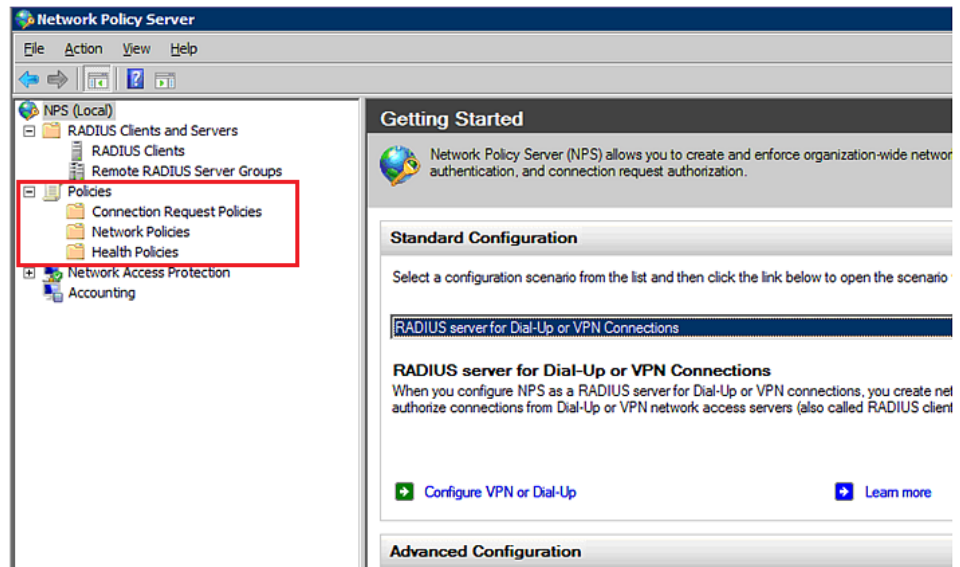 Network Policy Server
File Action View Help
NPS (Local)
RADIUS Clients and Servers
RADIUS Clients
Remote RADIUS Server Groups
Policies
Connection Request Policies
Network Policies
Health Policies
Network Access Protection
Accounting
Getting Started
Network Policy Server (NPS) allows you to create and enforce organization-wide networ
authentication, and connection request authorization.
Standard Configuration
Select a configuration scenario from the list and then click the link below to open the scenario
RADIUS server for Dial-Up or VPN Connections
RADIUS server for Dial-Up or VPN Connections
When you configure NPS as a RADIUS server for Dial-Up or VPN connections, you create net
authorize connections from Dial-Up or VPN network access servers (also called RADIUS client
Configure VPN or Dial-Up
Learn more
Advanced Configuration